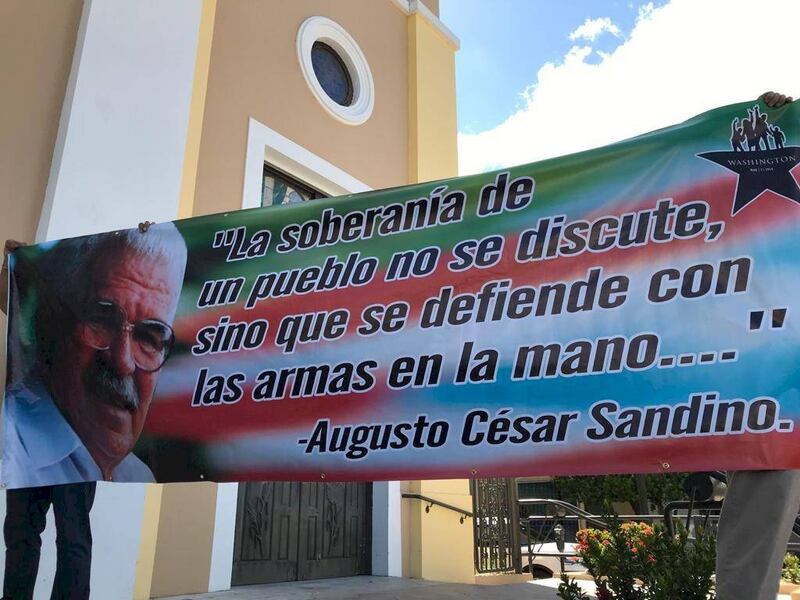 "La soberanía de
un pueblo no se discute,
sino que se defiende con
las armas en la mano...."
-Augusto César Sandino.
WASHINGTON